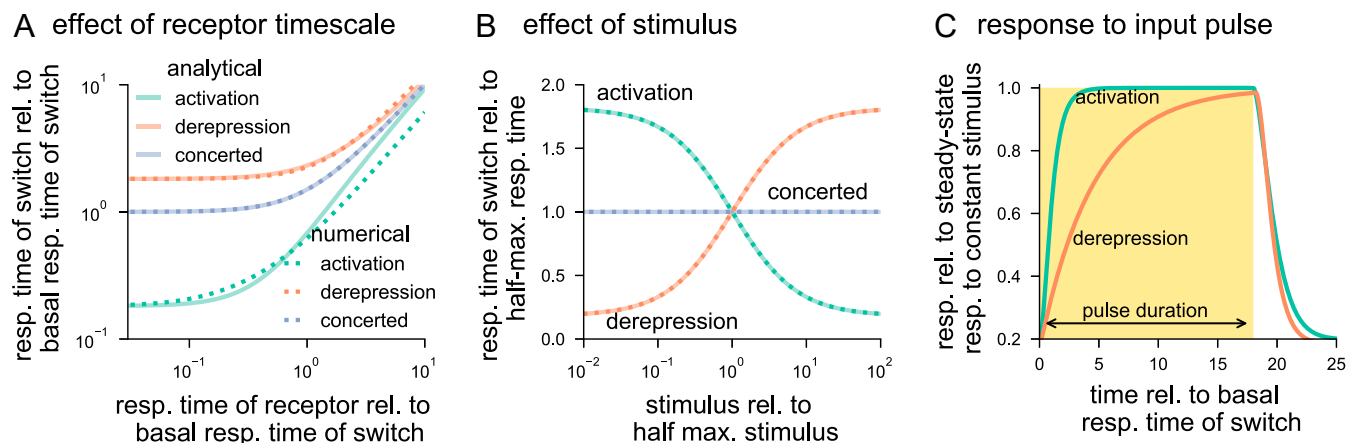 A effect of receptor timescale
resp. time of switch rel. to
basal resp. time of switch
10^1
10^0
10^−1
analytical
activation
derepression
concerted
numerical
activation
derepression
concerted
10^−1
10^0
10^1
resp. time of receptor rel. to
basal resp. time of switch
B effect of stimulus
resp. time of switch rel. to
half-max. resp. time
2.0
1.5
1.0
0.5
0.0
activation
concerted
derepression
10^−2
10^−1
10^0
10^1
10^2
stimulus rel. to
half max. stimulus
C response to input pulse
resp. rel. to steady-state
resp. to constant stimulus
1.0
0.8
0.6
0.4
0.2
activation
derepression
pulse duration
0
5
10
15
20
25
time rel. to basal
resp. time of switch